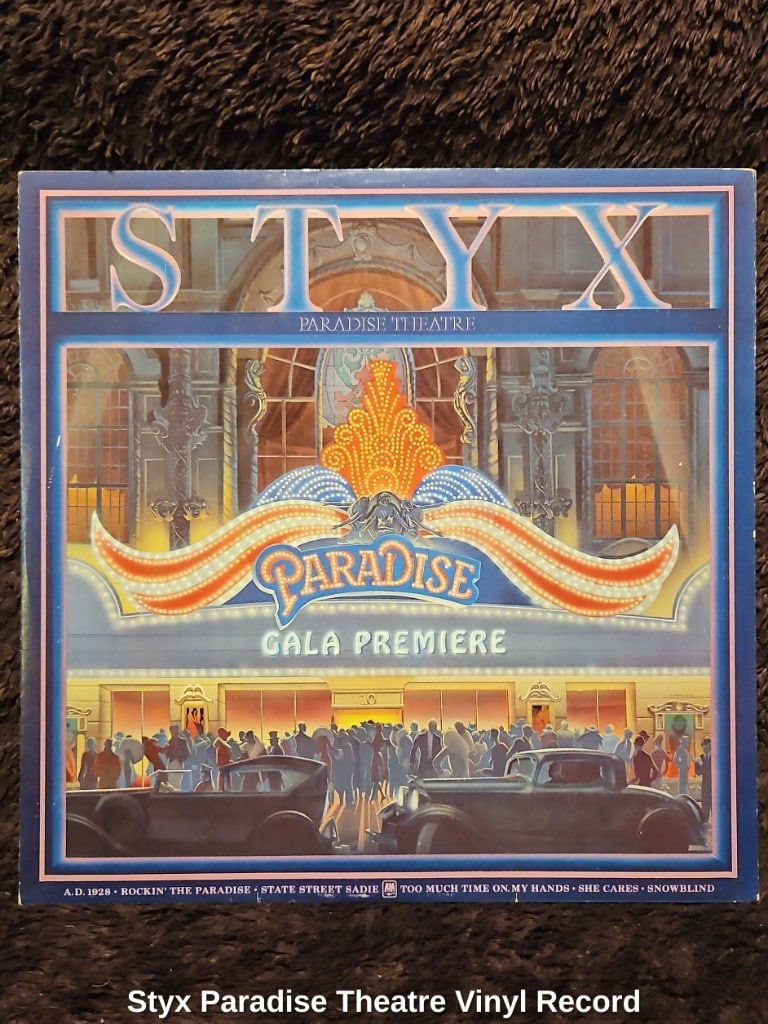 STYX
PARADISE THEATRE
PARADISE
GALA PREMIERE
10
A.D. 1928 • ROCKIN' THE PARADISE • STATE STREET SADIE A&M TOO MUCH TIME ON MY HANDS • SHE CARES • SNOWBLIND
Styx Paradise Theatre Vinyl Record